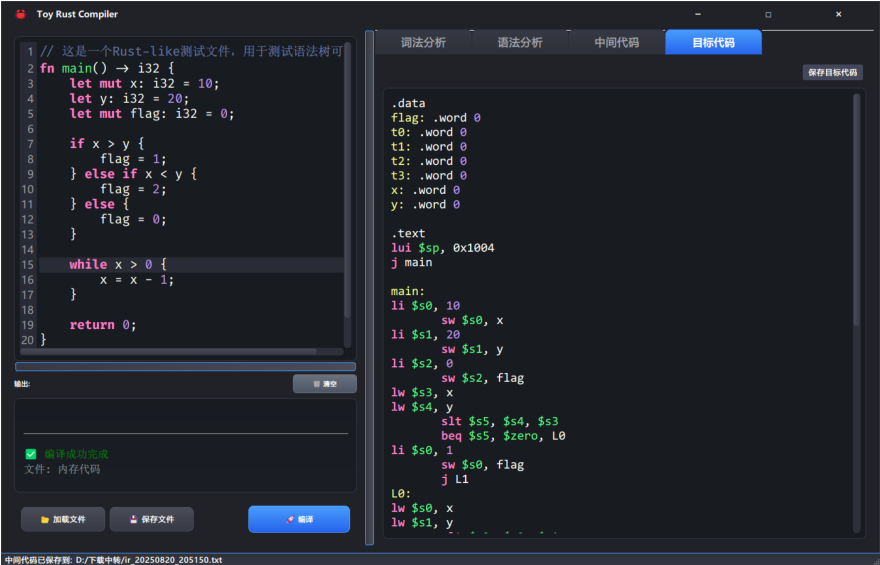 Toy Rust Compiler
1 // 这是一个Rust-like测试文件，用于测试语法树可
2 fn main() -> i32 {
3 let mut x: i32 = 10;
4 let y: i32 = 20;
5 let mut flag: i32 = 0;
6
7 if x > y {
8 flag = 1;
9 } else if x < y {
10 flag = 2;
11 } else {
12 flag = 0;
13 }
14
15 while x > 0 {
16 x = x - 1;
17 }
18
19 return 0;
20 }
输出:
清空
✅ 编译成功完成
文件: 内存代码
加载文件
保存文件
编译
词法分析
语法分析
中间代码
目标代码
保存目标代码
.data
flag: .word 0
t0: .word 0
t1: .word 0
t2: .word 0
t3: .word 0
x: .word 0
y: .word 0
.text
lui $sp, 0x1004
j main
main:
li $s0, 10
sw $s0, x
li $s1, 20
sw $s1, y
li $s2, 0
sw $s2, flag
lw $s3, x
lw $s4, y
slt $s5, $s4, $s3
beq $s5, $zero, L0
li $s0, 1
sw $s0, flag
j L1
L0:
lw $s0, x
lw $s1, y
中间代码已保存到: D:/下载中转/ir_20250820_205150.txt